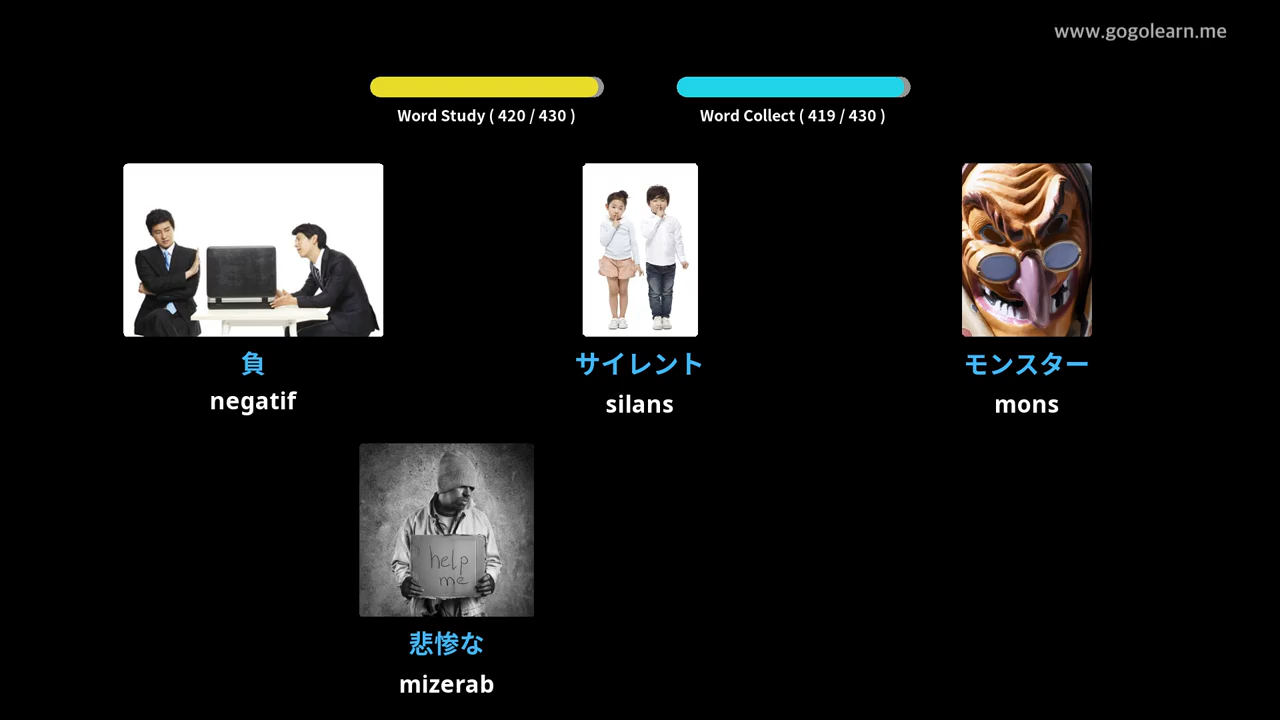 www.gogolearn.me
Word Study ( 420 / 430 )
Word Collect ( 419 / 430 )
負
negatif
サイレント
silans
モンスター
mons
help
me
悲惨な
mizerab